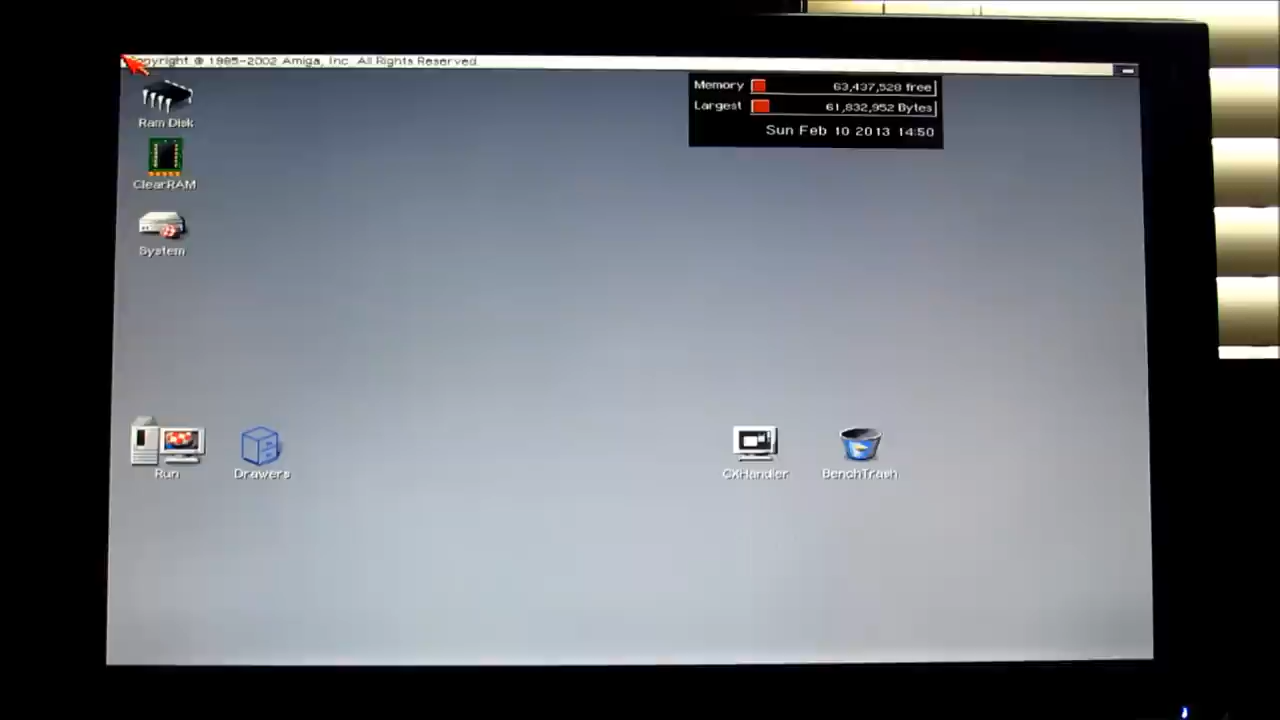 Copyright © 1985-2002 Amiga, Inc. All Rights Reserved.
Memory 63,437,528 free
Largest 61,832,952 Bytes
Sun Feb 10 2013 14:50
Ram Disk
ClearRAM
System
Run
Drawers
CXHandler
BenchTrash